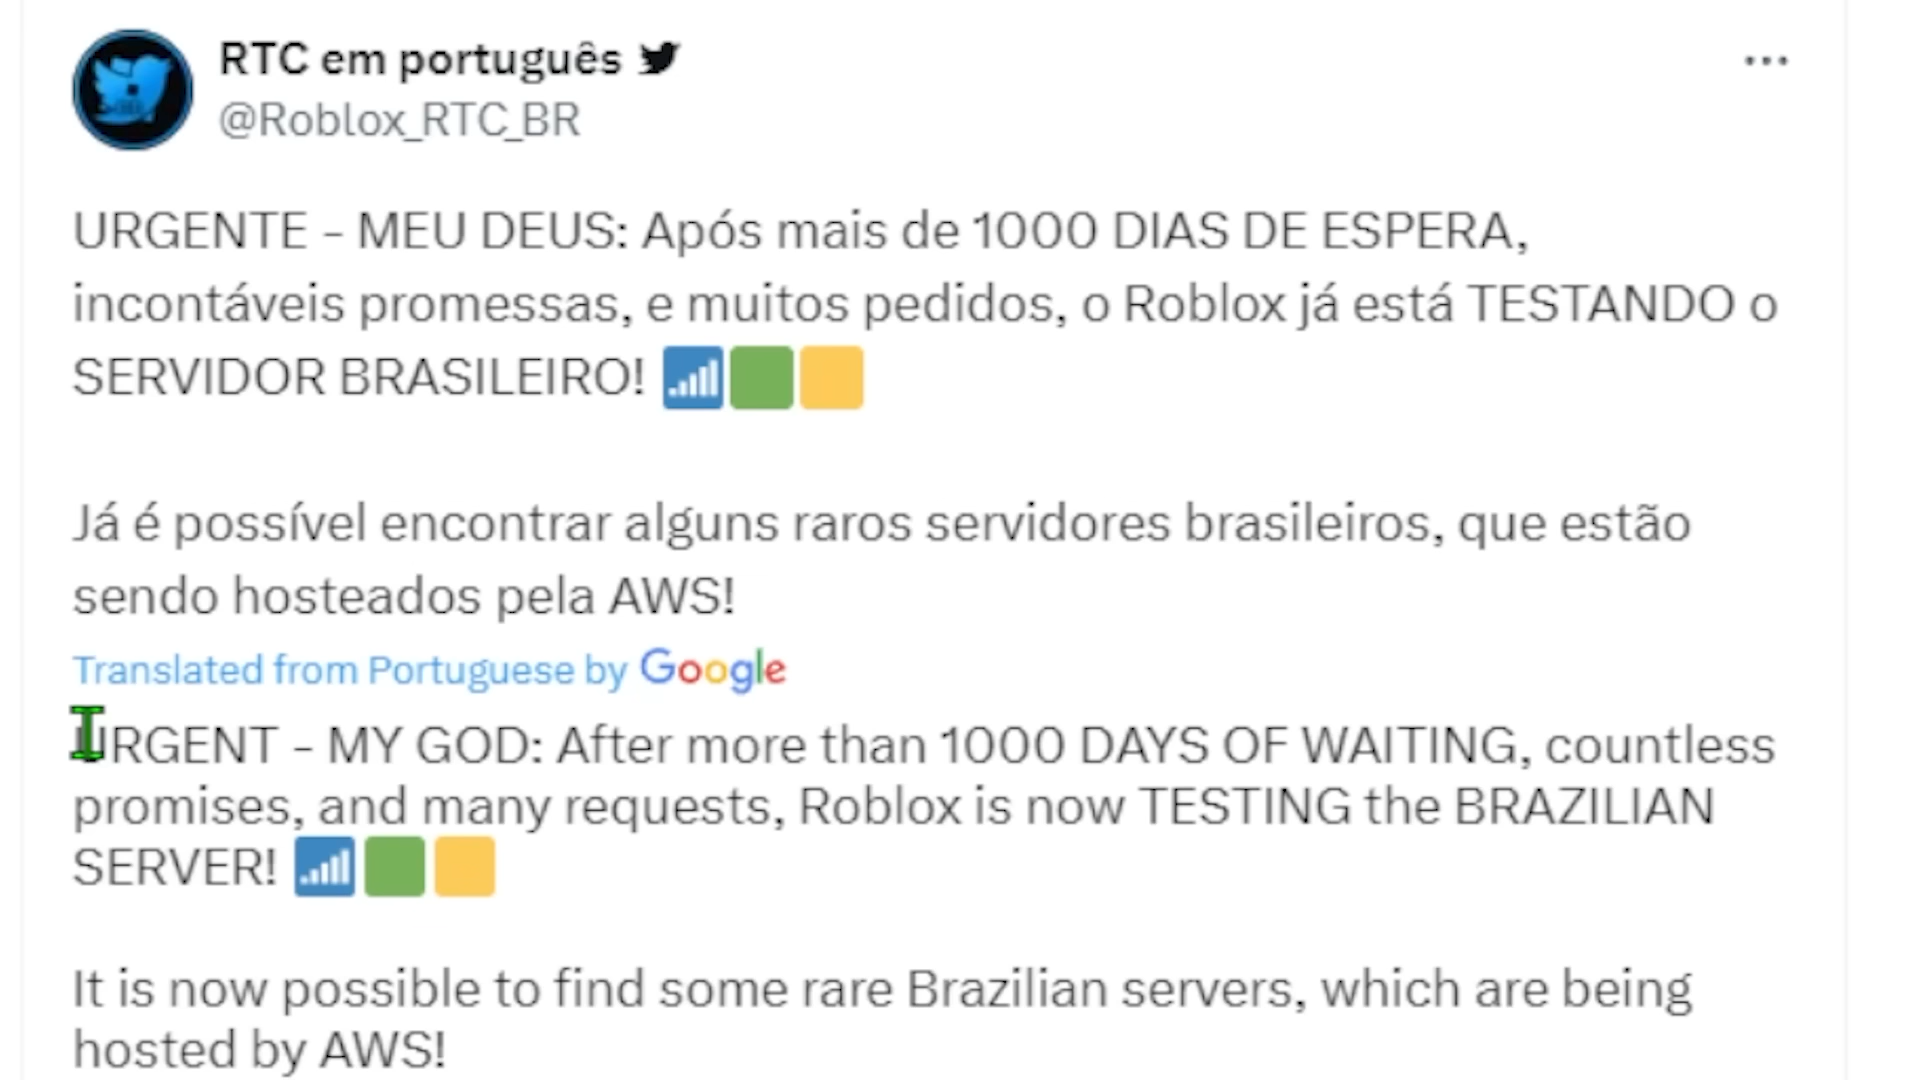 RTC em português
@Roblox_RTC_BR
URGENTE - MEU DEUS: Após mais de 1000 DIAS DE ESPERA,
incontáveis promessas, e muitos pedidos, o Roblox já está TESTANDO o
SERVIDOR BRASILEIRO! 📶🟩🟨
Já é possível encontrar alguns raros servidores brasileiros, que estão
sendo hosteados pela AWS!
Translated from Portuguese by Google
URGENT - MY GOD: After more than 1000 DAYS OF WAITING, countless
promises, and many requests, Roblox is now TESTING the BRAZILIAN
SERVER! 📶🟩🟨
It is now possible to find some rare Brazilian servers, which are being
hosted by AWS!